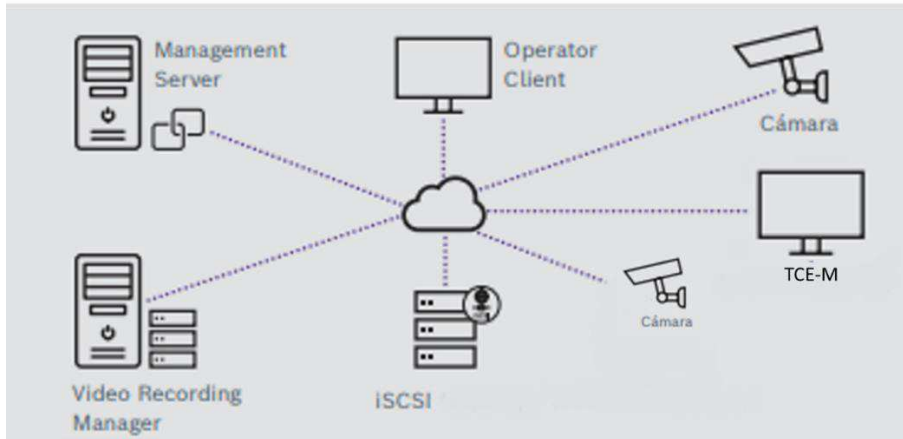 Management
Server
Operator
Client
Cámara
TCE-M
Cámara
Video Recording
Manager
iSCSI